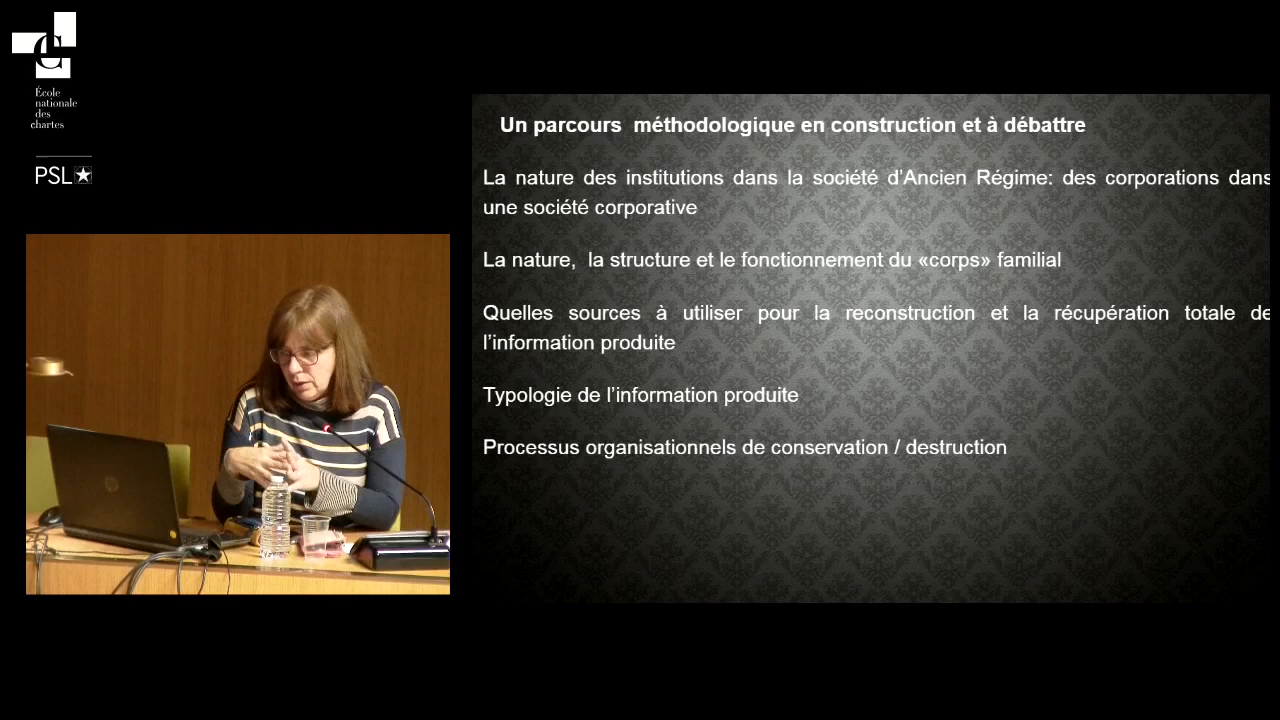 École
nationale
des
chartes
PSL
Un parcours méthodologique en construction et à débattre
La nature des institutions dans la société d’Ancien Régime: des corporations dans
une société corporative
La nature, la structure et le fonctionnement du «corps» familial
Quelles sources à utiliser pour la reconstruction et la récupération totale de
l’information produite
Typologie de l’information produite
Processus organisationnels de conservation / destruction